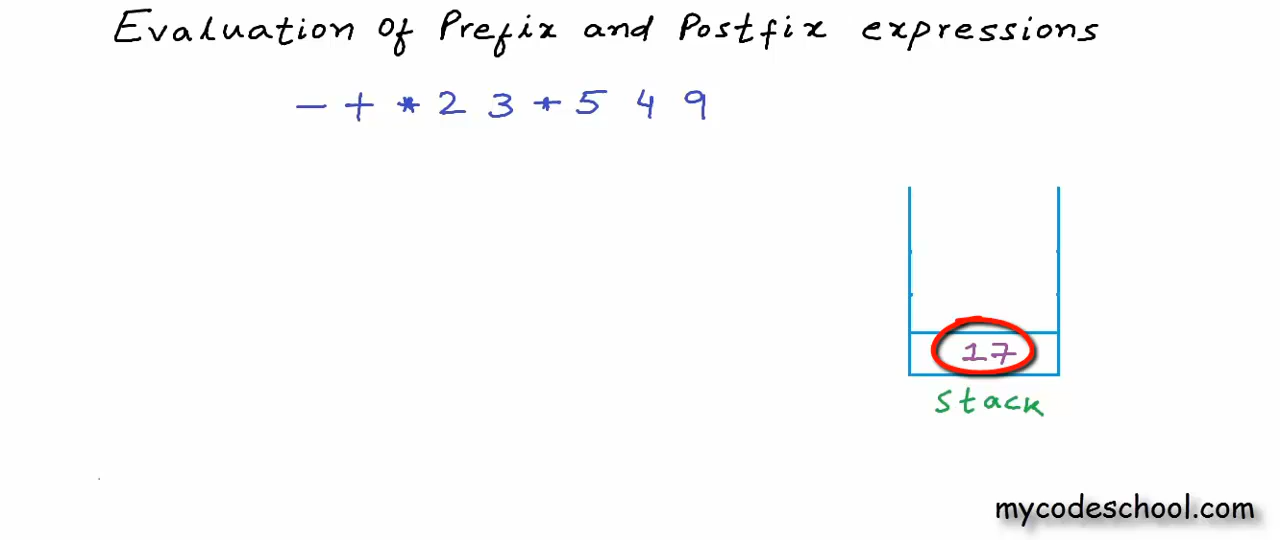 Evaluation of Prefix and Postfix expressions
- + * 2 3 * 5 4 9
17
Stack
mycodeschool.com